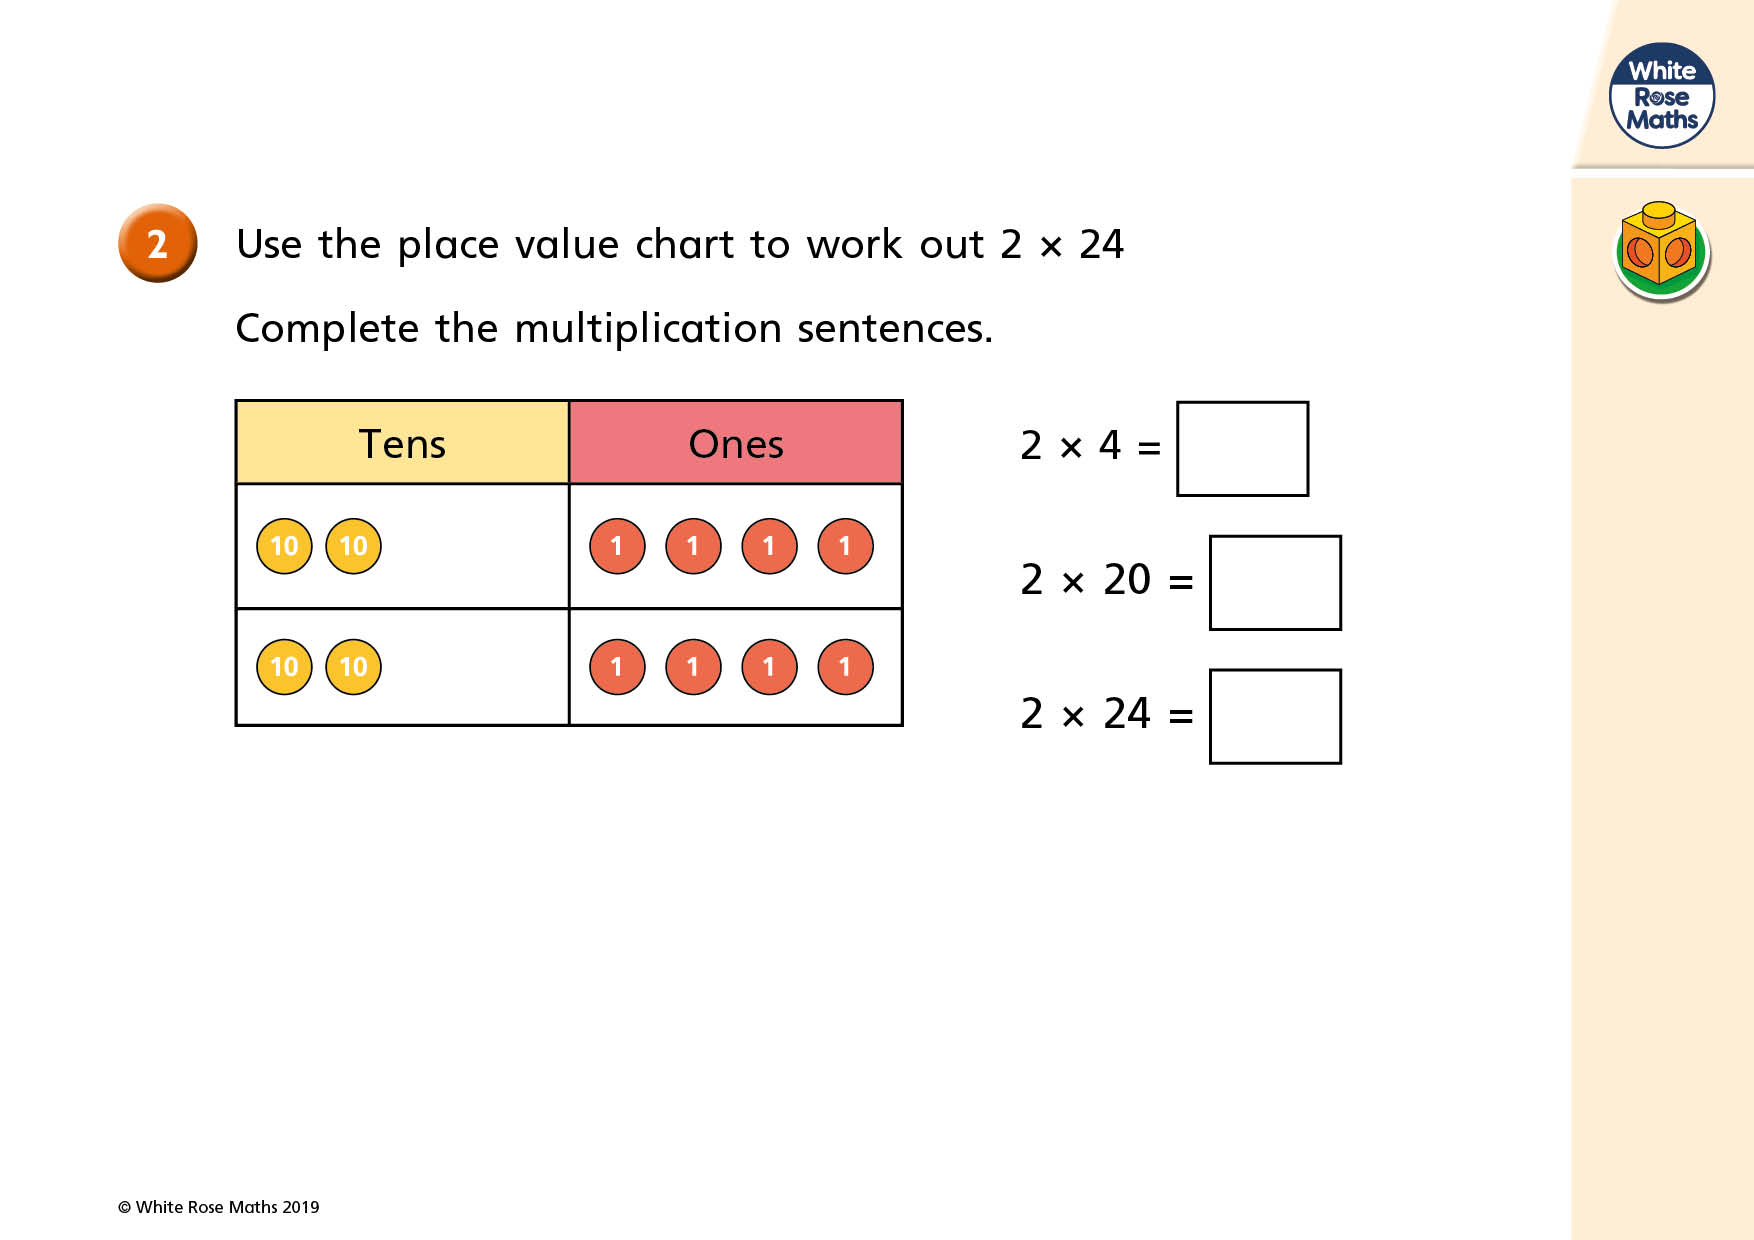 White
Rose
Maths
2 Use the place value chart to work out 2 × 24
Complete the multiplication sentences.
Tens Ones
10 10 1 1 1 1
10 10 1 1 1 1
2 × 4 =
2 × 20 =
2 × 24 =
© White Rose Maths 2019